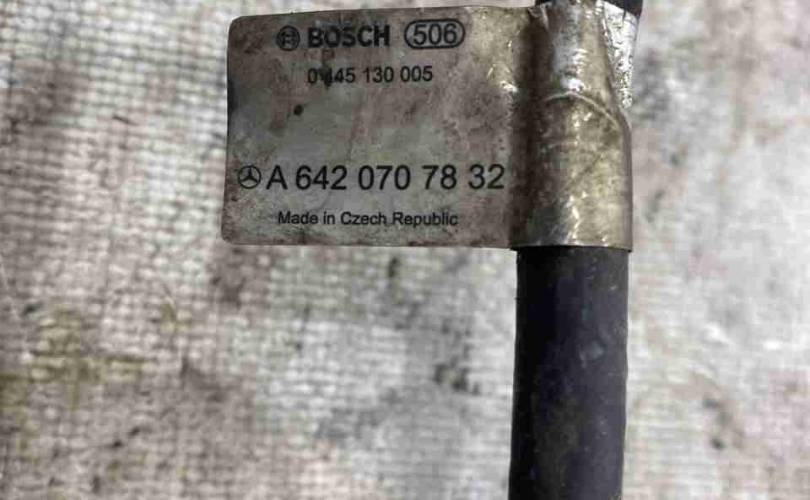 BOSCH 506
0 445 130 005
A 642 070 78 32
Made in Czech Republic